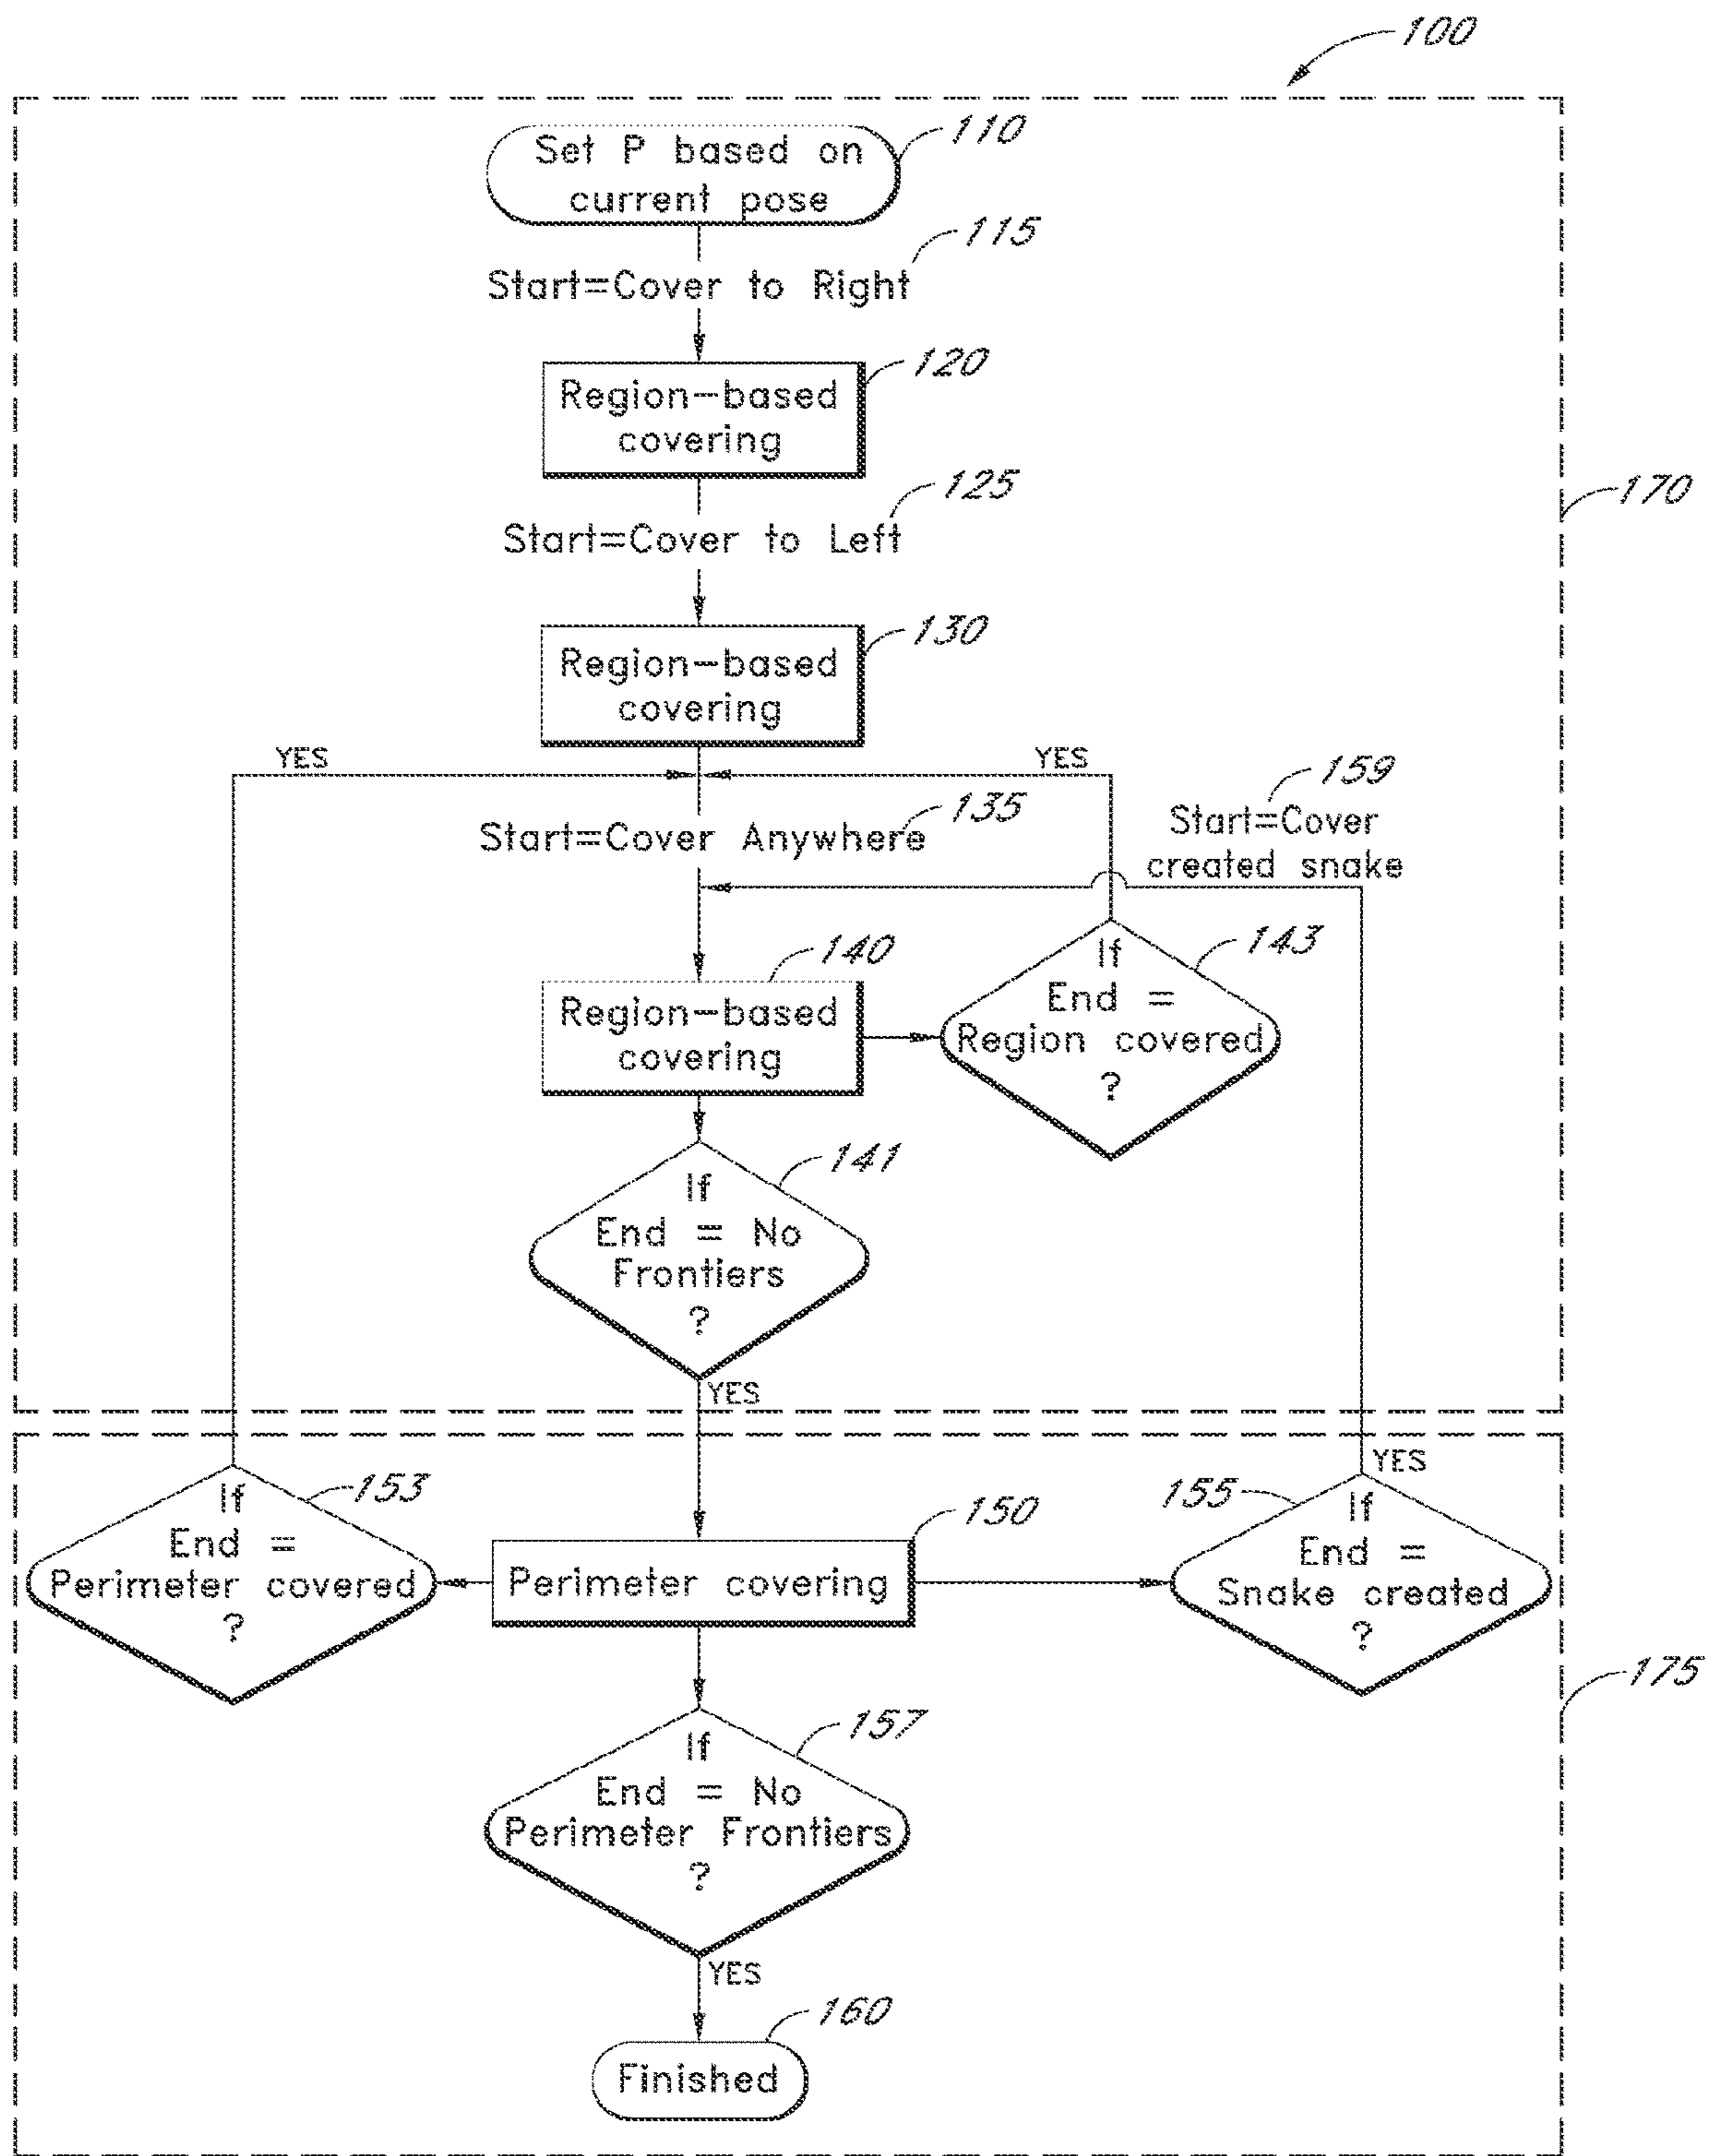 100
Set P based on
current pose
110
115
Start=Cover to Right
120
Region-based
covering
125
Start=Cover to Left
170
130
Region-based
covering
YES
YES
159
Start=Cover
created snake
135
Start=Cover Anywhere
140
Region-based
covering
143
If
End =
Region covered
?
141
If
End = No
Frontiers
?
YES
YES
153
If
End =
Perimeter covered
?
150
Perimeter covering
155
If
End =
Snake created
?
175
157
If
End = No
Perimeter Frontiers
?
YES
160
Finished